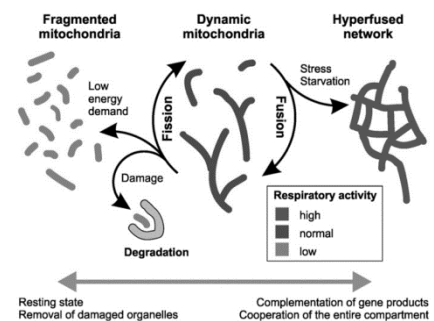 Fragmented
mitochondria
Dynamic
mitochondria
Hyperfused
network
Low
energy
demand
Fission
Fusion
Stress
Starvation
Damage
Degradation
Respiratory activity
high
normal
low
Resting state
Removal of damaged organelles
Complementation of gene products
Cooperation of the entire compartment